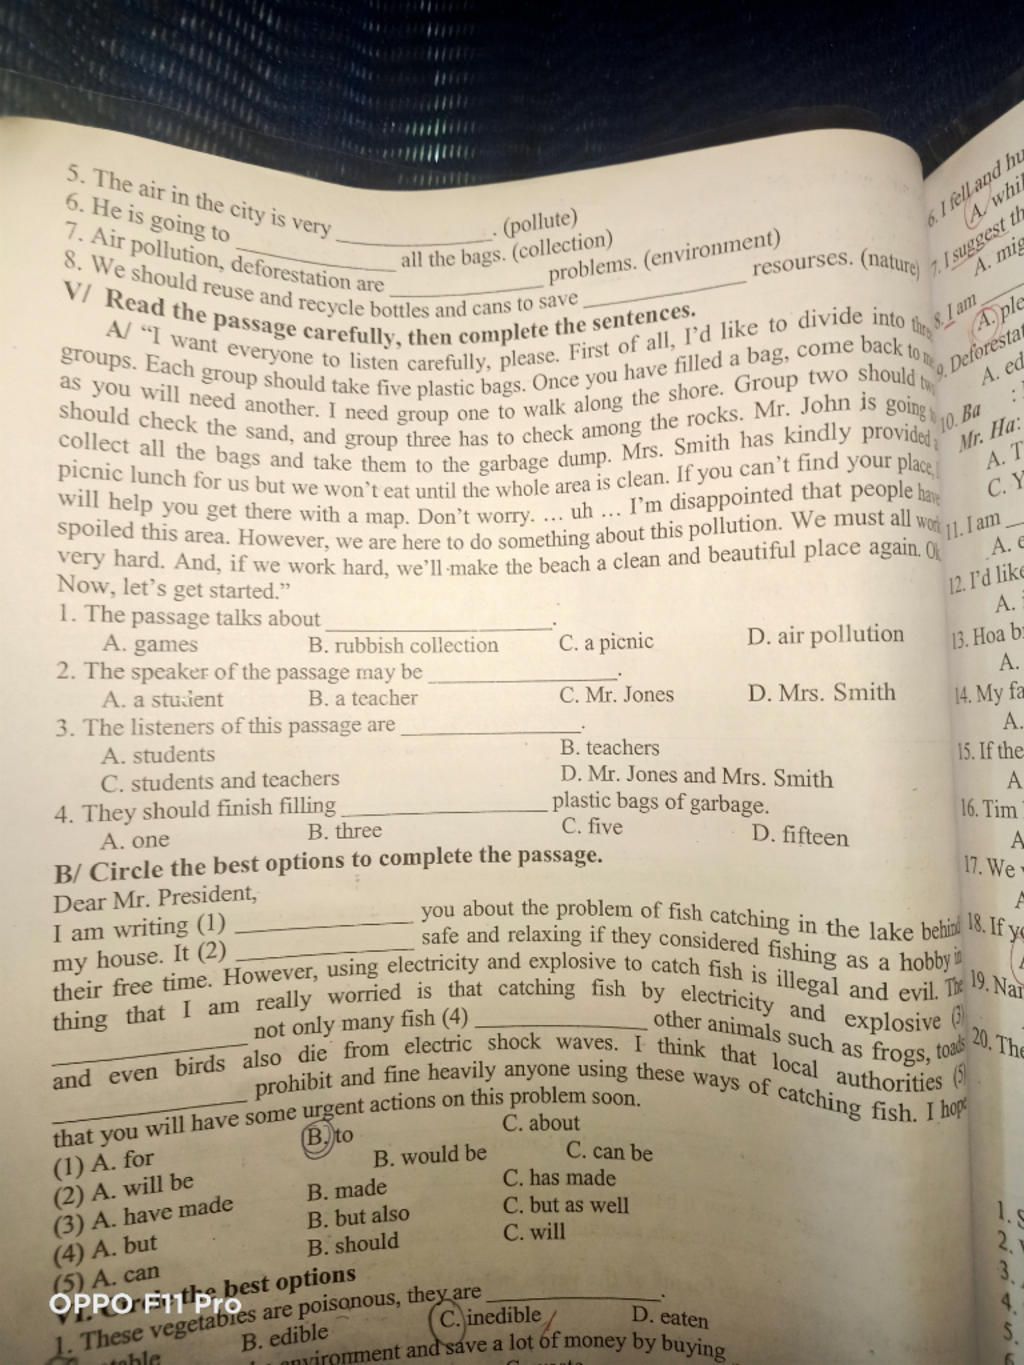 5. The air in the city is very ______. (pollute)
6. He is going to ______ all the bags. (collection)
7. Air pollution, deforestation are ______ problems. (environment)
8. We should reuse and recycle bottles and cans to save ______ resourses. (nature)
V/ Read the passage carefully, then complete the sentences.
A/ “I want everyone to listen carefully, please. First of all, I’d like to divide into three
groups. Each group should take five plastic bags. Once you have filled a bag, come back to me
as you will need another. I need group one to walk along the shore. Group two should
should check the sand, and group three has to check among the rocks. Mr. John is going to
collect all the bags and take them to the garbage dump. Mrs. Smith has kindly provided a
picnic lunch for us but we won’t eat until the whole area is clean. If you can’t find your place,
will help you get there with a map. Don’t worry. … uh … I’m disappointed that people have
spoiled this area. However, we are here to do something about this pollution. We must all work
very hard. And, if we work hard, we’ll make the beach a clean and beautiful place again. Ok
Now, let’s get started.”
1. The passage talks about ______.
A. games B. rubbish collection C. a picnic D. air pollution
2. The speaker of the passage may be ______.
A. a student B. a teacher C. Mr. Jones D. Mrs. Smith
3. The listeners of this passage are ______.
A. students B. teachers
C. students and teachers D. Mr. Jones and Mrs. Smith
4. They should finish filling ______ plastic bags of garbage.
A. one B. three C. five D. fifteen
B/ Circle the best options to complete the passage.
Dear Mr. President,
I am writing (1) ______ you about the problem of fish catching in the lake behind
my house. It (2) ______ safe and relaxing if they considered fishing as a hobby in
their free time. However, using electricity and explosive to catch fish is illegal and evil. The
thing that I am really worried is that catching fish by electricity and explosive (3)
______ not only many fish (4) ______ other animals such as frogs, toads
and even birds also die from electric shock waves. I think that local authorities (5)
______ prohibit and fine heavily anyone using these ways of catching fish. I hope
that you will have some urgent actions on this problem soon.
(1) A. for B. to C. about
(2) A. will be B. would be C. can be
(3) A. have made B. made C. has made
(4) A. but B. but also C. but as well
(5) A. can B. should C. will
VI. Circle the best options
1. These vegetables are poisonous, they are ______.
B. edible C. inedible D. eaten
environment and save a lot of money by buying
OPPO F11 Pro
6. I fell and
A. whil
7. I suggest th
A. mig
8. I am
A. ple
9. Deforestat
A. ed
10. Ba
Mr. Ha:
A. T
C. Y
11. I am
A. e
12. I’d like
A.
13. Hoa
A.
14. My fa
A.
15. If the
A
16. Tim
A
17. We
A
18. If
19. Nar
20. The
1. S
2.
3.
4.
5.
6